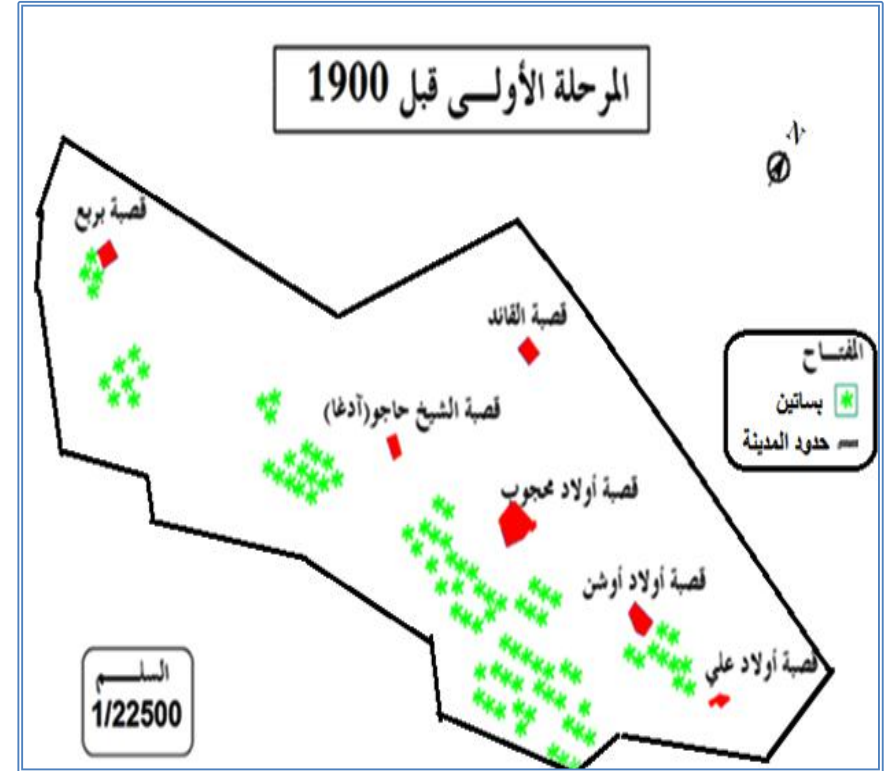 المرحلة الأولى قبل 1900
N
قصبة بربع
قصبة القائد
المفتاح
بساتين
حدود المدينة
قصبة الشيخ حاجو(آدغا)
قصبة أولاد محجوب
قصبة أولاد أوشن
قصبة أولاد علي
السلم
1/22500